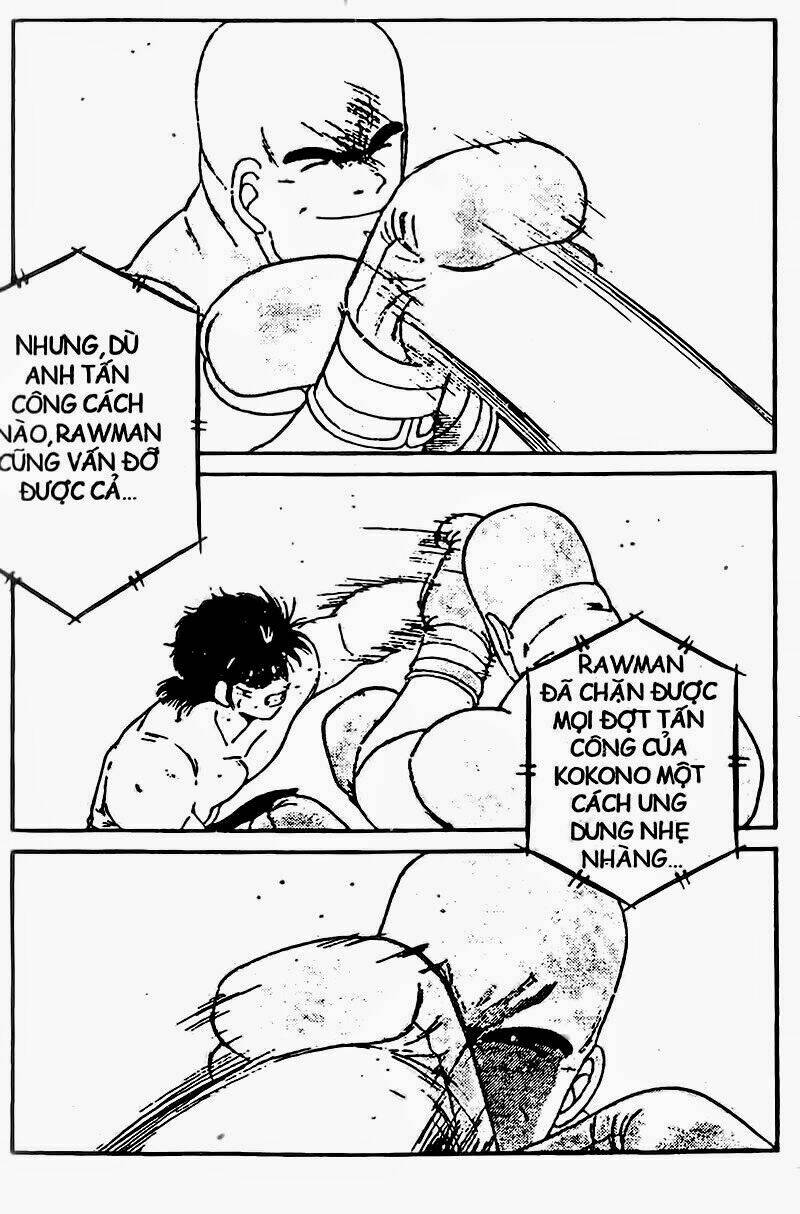 NHƯNG, DÙ
ANH TẤN
CÔNG CÁCH
NÀO, RAWMAN
CŨNG VẤN ĐỠ
ĐƯỢC CẢ...
RAWMAN
ĐÃ CHẶN ĐƯỢC
MỌI ĐỢT TẤN
CÔNG CỦA
KOKONO MỘT
CÁCH UNG
DUNG NHẸ
NHÀNG...